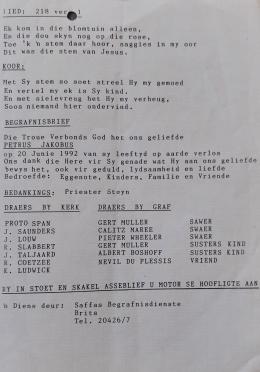 LIED: 218 vers 1
Ek kom in die blomtuin alleen,
En die dou skyn nog op die rose,
Toe 'k 'n stem daar hoor, saggies in my oor
Dit was die stem van Jesus.
KOOR:
Met Sy stem so soet streel Hy my gemoed
En vertel my ek is Sy kind.
En met sielevreug het Hy my verheug,
Soos niemand hier ondervind.
BEGRAFNISBRIEF
Die Troue Verbonds God het ons geliefde
PETRUS JAKOBUS
op 20 Junie 1992 van sy leeftyd op aarde verlos
Ons dank die Here vir Sy genade wat Hy aan ons geliefde
bewys het, ook vir geduld, lydsaamheid en liefde
Bedroefde: Eggenote, Kinders, Familie en Vriende
BEDANKINGS: Priester Steyn
DRAERS BY KERK DRAERS BY GRAF
PROTO SPAN GERT MULLER SAWER
J. SAUNDERS CALITZ MAREE SWAER
J. LOUW PIETER WHEELER SWAER
R. SLABBERT GERT MULLER SUSTERS KIND
J. TALJAARD ALBERT BOSHOFF SUSTERS KIND
R. COETZEE NEVIL DU PLESSIS VRIEND
K. LUDWICK
RY IN STOET EN SKAKEL ASSEBLIEF U MOTOR SE HOOFLIGTE AAN
'n Diens deur: Saffas Begrafnisdienste
Brits
Tel. 20426/7